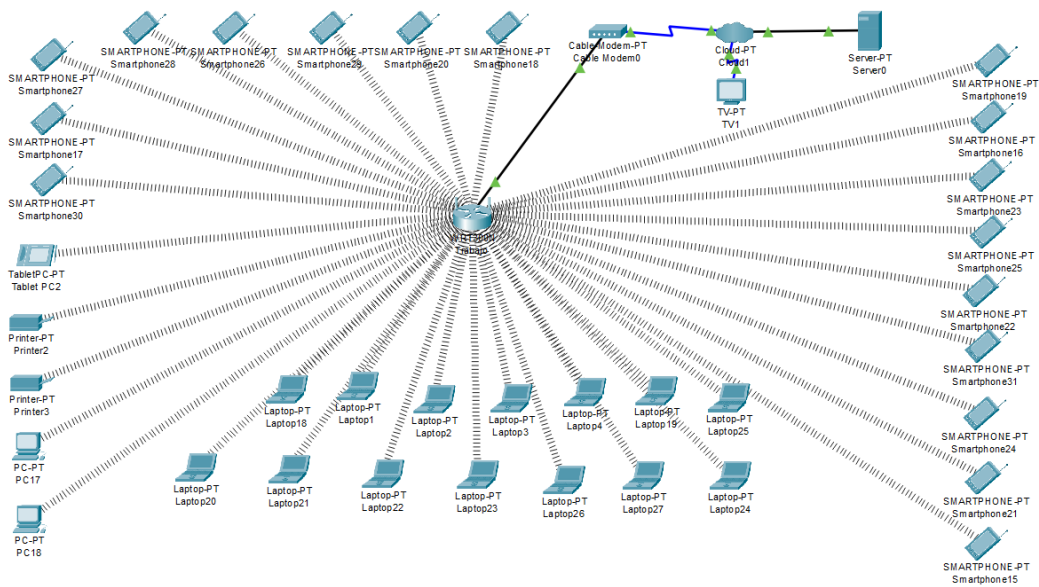 SMARTPHONE-PT
Smartphone28
SMARTPHONE-PT
Smartphone26
SMARTPHONE-PT
Smartphone29
SMARTPHONE-PT
Smartphone20
SMARTPHONE-PT
Smartphone18
Cable-Modem-PT
Cable Modem0
Cloud-PT
Cloud1
Server-PT
Server0
TV-PT
TV1
SMARTPHONE-PT
Smartphone27
SMARTPHONE-PT
Smartphone19
SMARTPHONE-PT
Smartphone17
SMARTPHONE-PT
Smartphone16
SMARTPHONE-PT
Smartphone30
SMARTPHONE-PT
Smartphone23
WRT300N
Trabajo
SMARTPHONE-PT
Smartphone25
TabletPC-PT
Tablet PC2
SMARTPHONE-PT
Smartphone22
Printer-PT
Printer2
SMARTPHONE-PT
Smartphone31
Printer-PT
Printer3
Laptop-PT
Laptop18
Laptop-PT
Laptop1
Laptop-PT
Laptop2
Laptop-PT
Laptop3
Laptop-PT
Laptop4
Laptop-PT
Laptop19
Laptop-PT
Laptop25
SMARTPHONE-PT
Smartphone24
PC-PT
PC17
Laptop-PT
Laptop20
Laptop-PT
Laptop21
Laptop-PT
Laptop22
Laptop-PT
Laptop23
Laptop-PT
Laptop26
Laptop-PT
Laptop27
Laptop-PT
Laptop24
SMARTPHONE-PT
Smartphone21
PC-PT
PC18
SMARTPHONE-PT
Smartphone15